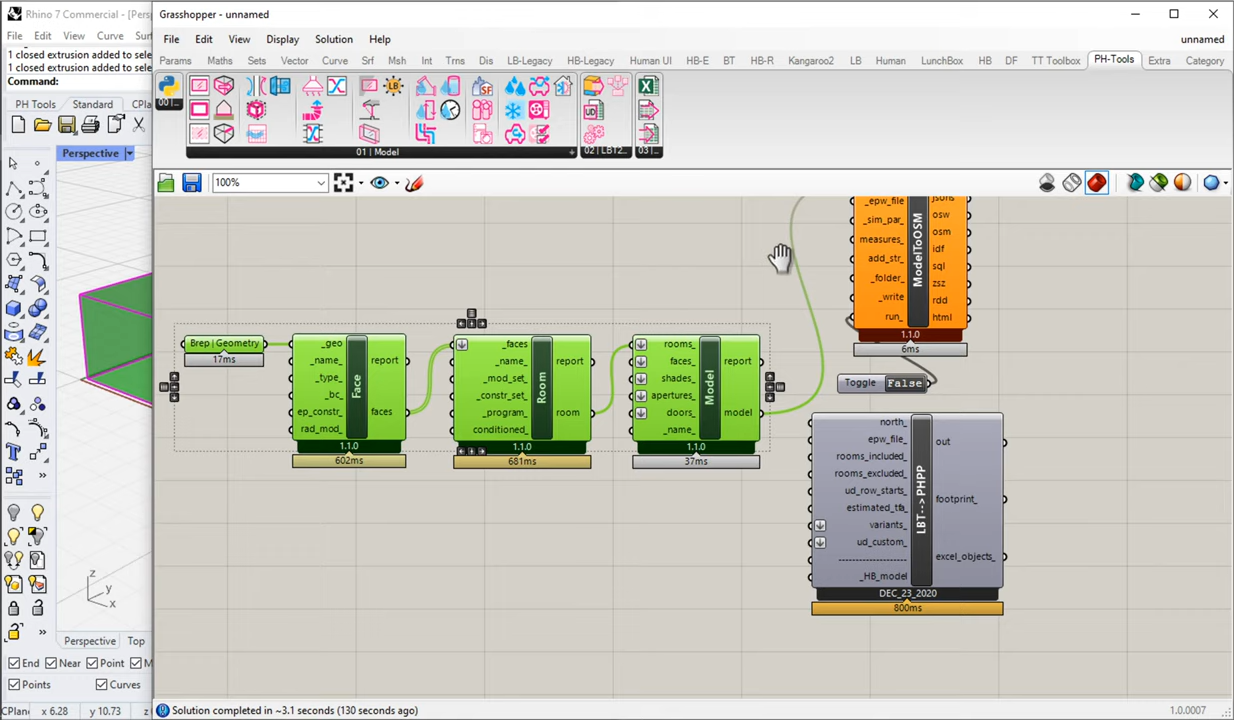 Rhino 7 Commercial - [Persp
File Edit View Curve Surf
1 closed extrusion added to sele
1 closed extrusion added to sele
Command:
PH Tools Standard CPla
Perspective
z
y
x
Perspective Top
End Near Point M
Points Curves
CPlane x 6.28 y 10.73 z
Grasshopper - unnamed
File Edit View Display Solution Help unnamed
Params Maths Sets Vector Curve Srf Msh Int Trns Dis LB-Legacy HB-Legacy Human UI HB-E BT HB-R Kangaroo2 LB Human LunchBox HB DF TT Toolbox PH-Tools Extra Category
00 |... 01 | Model 02 | LBT2... 03 |...
100%
Brep | Geometry
17ms
_geo
_name_
_type_
_bc_
ep_constr_
rad_mod_
Face
report
faces
1.1.0
602ms
_faces
_name_
_mod_set_
_constr_set_
_program_
conditioned_
Room
report
room
1.1.0
681ms
rooms_
faces_
shades_
apertures_
doors_
_name_
Model
report
model
1.1.0
37ms
_epw_file_
_sim_par_
measures_
add_str_
_folder_
_write
run_
ModelToOSM
jsons
osw
osm
idf
sql
zsz
rdd
html
1.1.0
6ms
Toggle False
north_
epw_file_
rooms_included_
rooms_excluded_
ud_row_starts_
estimated_tfa_
variants_
ud_custom_
--------------------
_HB_model
LBT--> PHPP
out
footprint_
excel_objects_
DEC_23_2020
800ms
Solution completed in ~3.1 seconds (130 seconds ago) 1.0.0007